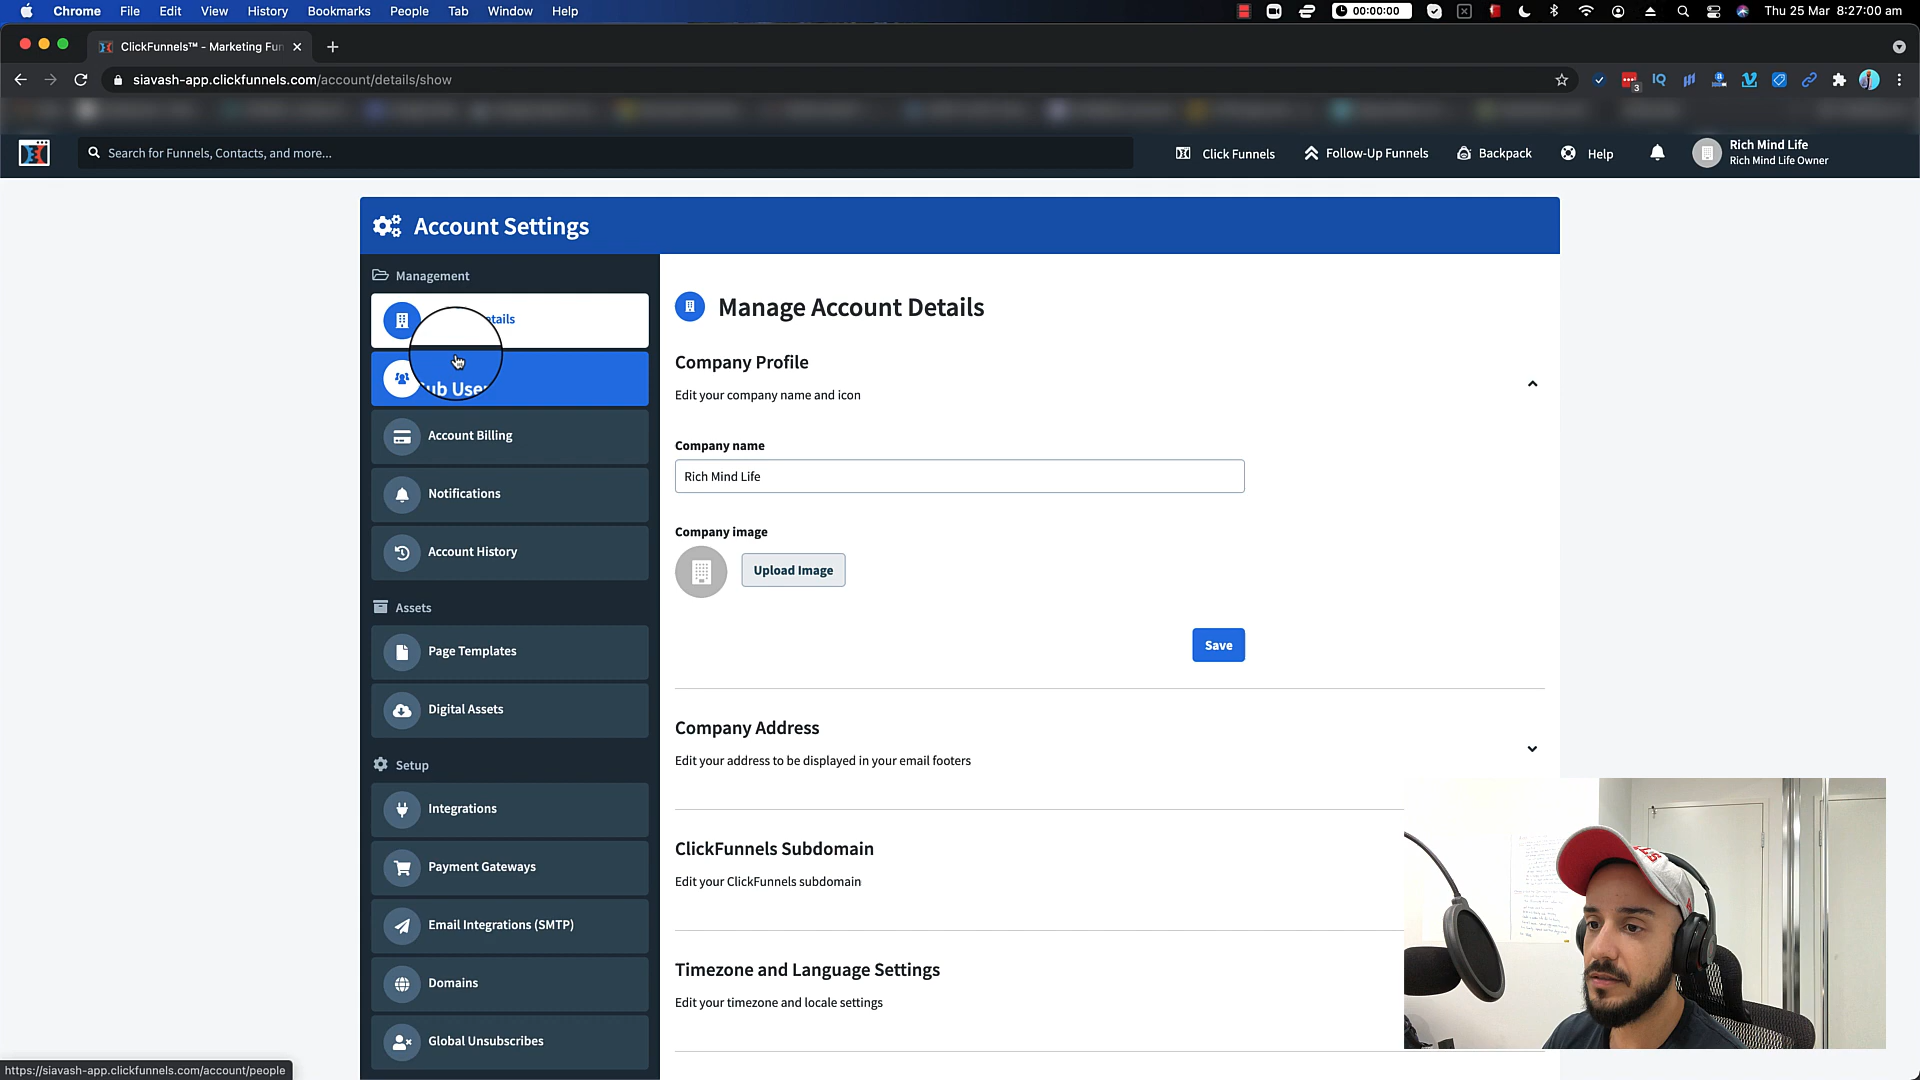 Chrome File Edit View History Bookmarks People Tab Window Help
00:00:00
Thu 25 Mar 8:27:00 am
ClickFunnels™ - Marketing Fun
siavash-app.clickfunnels.com/account/details/show
3
Search for Funnels, Contacts, and more...
Click Funnels
Follow-Up Funnels
Backpack
Help
Rich Mind Life
Rich Mind Life Owner
Account Settings
Management
etails
ub Use
Account Billing
Notifications
Account History
Assets
Page Templates
Digital Assets
Setup
Integrations
Payment Gateways
Email Integrations (SMTP)
Domains
Global Unsubscribes
Manage Account Details
Company Profile
Edit your company name and icon
Company name
Rich Mind Life
Company image
Upload Image
Save
Company Address
Edit your address to be displayed in your email footers
ClickFunnels Subdomain
Edit your ClickFunnels subdomain
Timezone and Language Settings
Edit your timezone and locale settings
https://siavash-app.clickfunnels.com/account/people